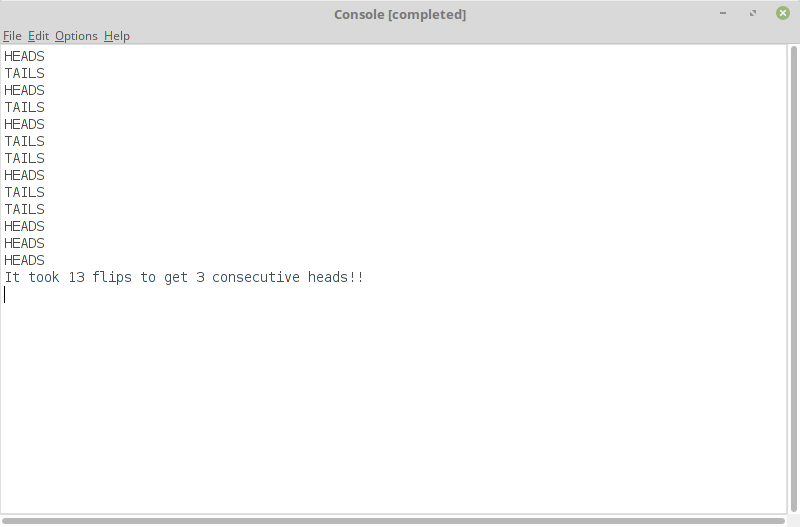 Console [completed]
File Edit Options Help
HEADS
TAILS
HEADS
TAILS
HEADS
TAILS
TAILS
HEADS
TAILS
TAILS
HEADS
HEADS
HEADS
It took 13 flips to get 3 consecutive heads!!